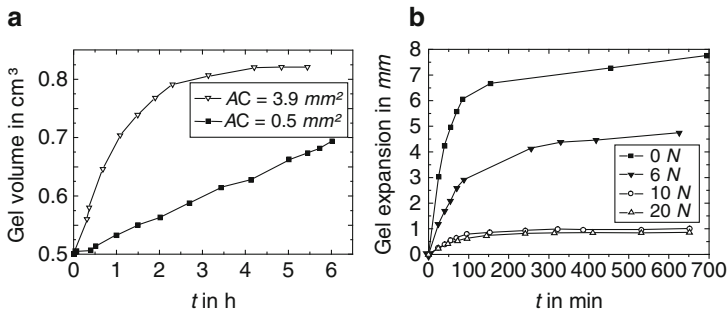 a
Gel volume in cm³
0.8
0.7
0.6
0.5
AC = 3.9 mm²
AC = 0.5 mm²
0 1 2 3 4 5 6
t in h
b
Gel expansion in mm
8
7
6
5
4
3
2
1
0
0 N
6 N
10 N
20 N
0 100 200 300 400 500 600 700
t in min